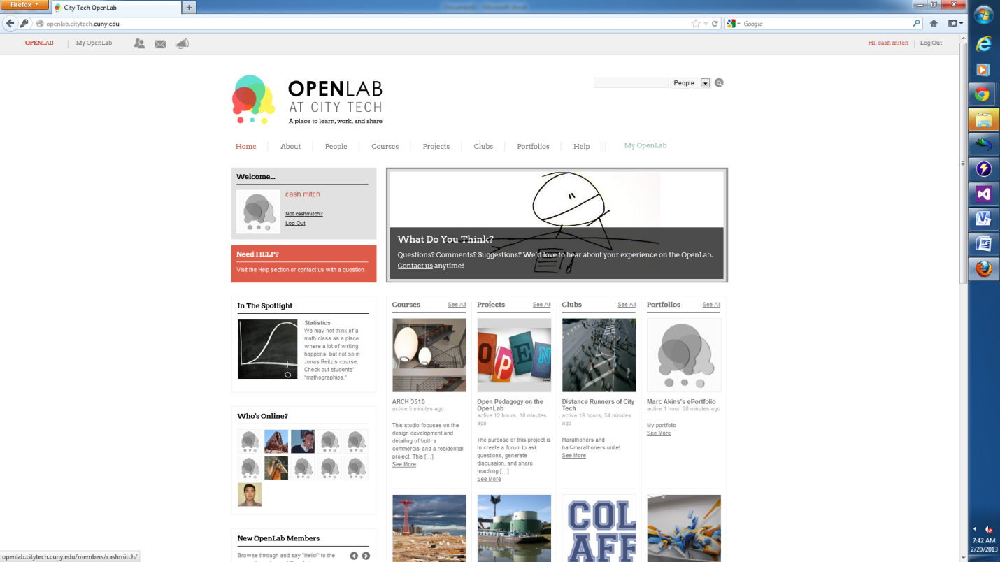 Firefox
City Tech OpenLab
openlab.citytech.cuny.edu
Google
OPENLAB
My OpenLab
Hi, cash mitch
Log Out
OPENLAB
AT CITY TECH
A place to learn, work, and share
People
Home
About
People
Courses
Projects
Clubs
Portfolios
Help
My OpenLab
Welcome...
cash mitch
Not cashmitch?
Log Out
Need HELP?
Visit the Help section or contact us with a question.
What Do You Think?
Questions? Comments? Suggestions? We'd love to hear about your experience on the OpenLab.
Contact us anytime!
In The Spotlight
Statistics
We may not think of a
math class as a place
where a lot of writing
happens, but not so in
Jonas Reitz's course.
Check out students'
“mathographies.”
Who's Online?
New OpenLab Members
Browse through and say "Hello!" to the
Courses See All
ARCH 3510
active 5 minutes ago
This studio focuses on the
design development and
detailing of both a
commercial and a residential
project. This [...]
See More
Projects See All
OPEN
Open Pedagogy on the
OpenLab
active 12 hours, 10 minutes
ago
The purpose of this project is
to create a forum to ask
questions, generate
discussion, and share
teaching [...]
See More
Clubs See All
Distance Runners of City
Tech
active 19 hours, 54 minutes
ago
Marathoners and
half-marathoners unite!
See More
COL
AFF
Portfolios See All
Marc Akins's ePortfolio
active 1 hour, 28 minutes ago
My portfolio
See More
openlab.citytech.cuny.edu/members/cashmitch/
7:42 AM
2/20/2013